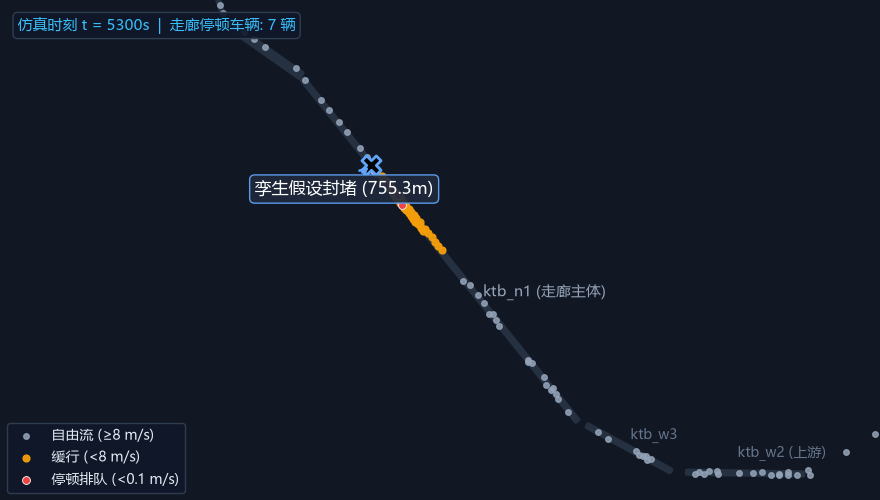 仿真时刻 t = 5300s | 走廊停顿车辆: 7 辆
孪生假设封堵 (755.3m)
ktb_n1 (走廊主体)
ktb_w3
ktb_w2 (上游)
自由流 (≥8 m/s)
缓行 (<8 m/s)
停顿排队 (<0.1 m/s)